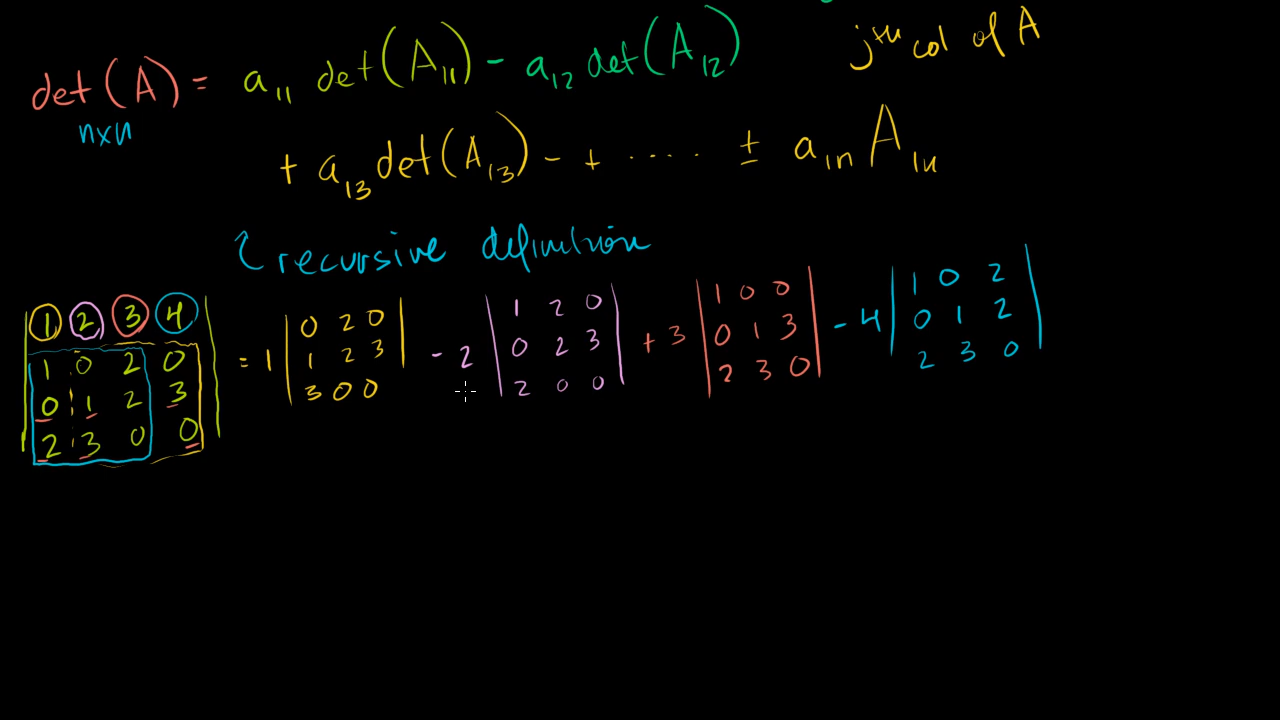 det(A) = a₁₁ det(A₁₁) - a₁₂ det(A₁₂)
jᵗʰ col of A
nxn
+ a₁₃ det(A₁₃) - + ..... ± a₁ₙ A₁ₙ
recursive definition
|1 2 3 4|
|1 0 2 0| = 1 |0 2 0| - 2 |1 2 0| + 3 |1 0 0| - 4 |1 0 2|
|0 1 2 3| |1 2 3| |0 2 3| |0 1 3| |0 1 2|
|2 3 0 0| |3 0 0| |2 0 0| |2 3 0| |2 3 0|